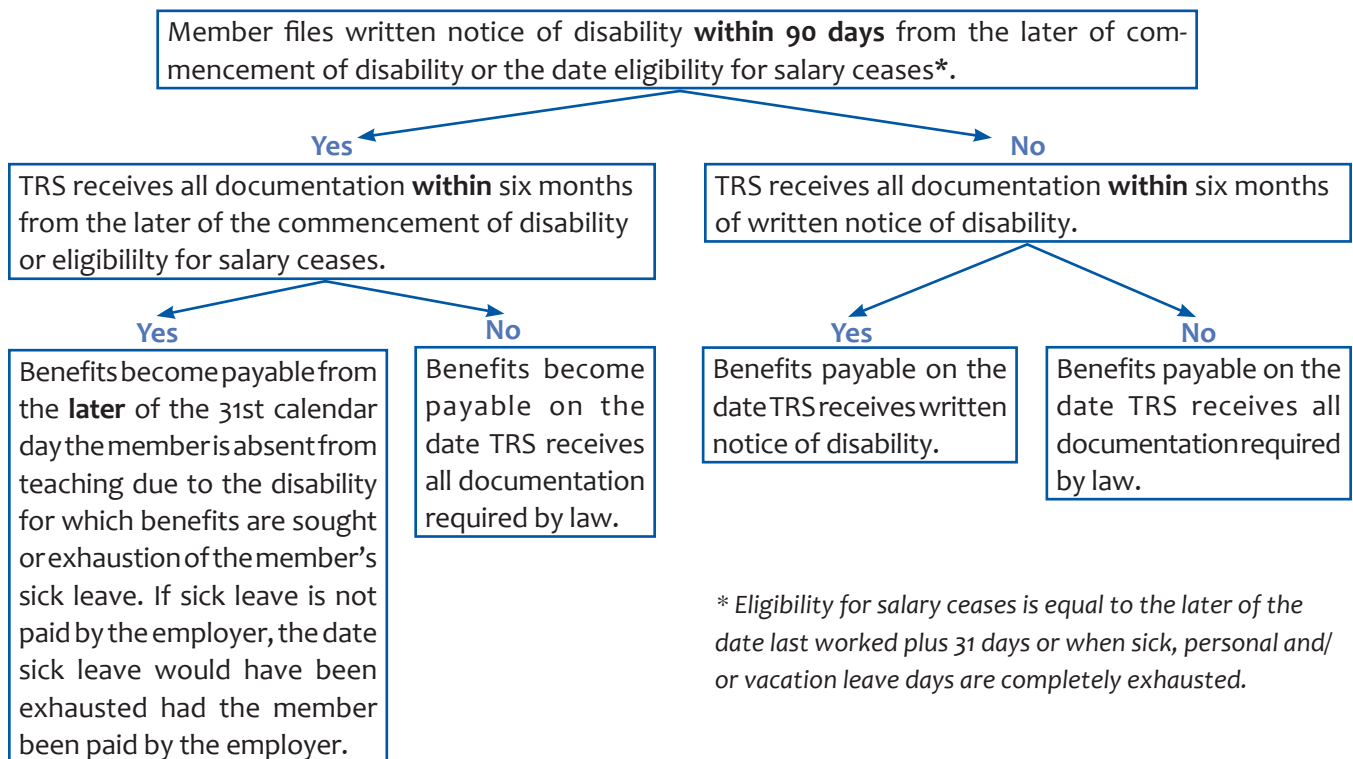 Member files written notice of disability within 90 days from the later of com-
mencement of disability or the date eligibility for salary ceases*.
Yes
No
TRS receives all documentation within six months
from the later of the commencement of disability
or eligibililty for salary ceases.
TRS receives all documentation within six months
of written notice of disability.
Yes
No
Yes
No
Benefits become payable from
the later of the 31st calendar
day the member is absent from
teaching due to the disability
for which benefits are sought
or exhaustion of the member's
sick leave. If sick leave is not
paid by the employer, the date
sick leave would have been
exhausted had the member
been paid by the employer.
Benefits become
payable on the
date TRS receives
all documentation
required by law.
Benefits payable on the
date TRS receives written
notice of disability.
Benefits payable on the
date TRS receives all
documentation required
by law.
* Eligibility for salary ceases is equal to the later of the
date last worked plus 31 days or when sick, personal and/
or vacation leave days are completely exhausted.